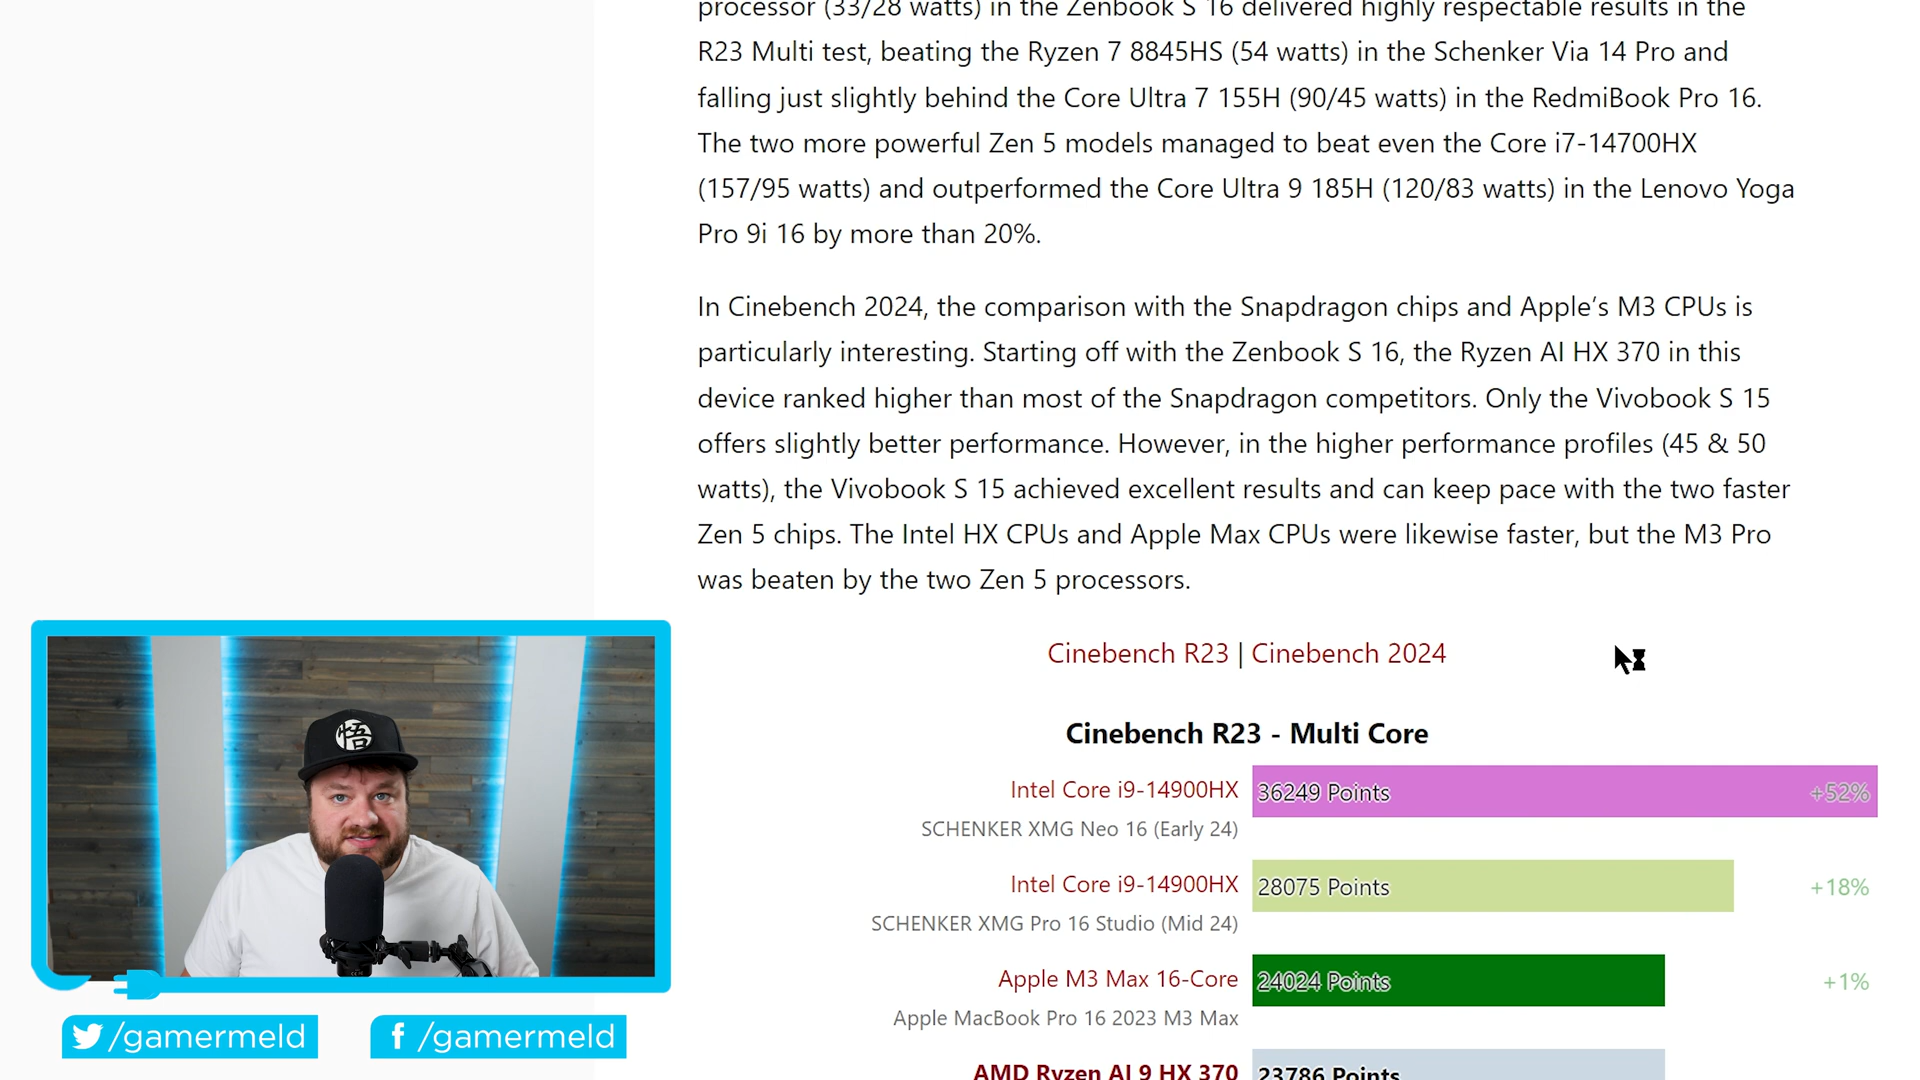 processor (33/28 watts) in the Zenbook S 16 delivered highly respectable results in the
R23 Multi test, beating the Ryzen 7 8845HS (54 watts) in the Schenker Via 14 Pro and
falling just slightly behind the Core Ultra 7 155H (90/45 watts) in the RedmiBook Pro 16.
The two more powerful Zen 5 models managed to beat even the Core i7-14700HX
(157/95 watts) and outperformed the Core Ultra 9 185H (120/83 watts) in the Lenovo Yoga
Pro 9i 16 by more than 20%.
In Cinebench 2024, the comparison with the Snapdragon chips and Apple’s M3 CPUs is
particularly interesting. Starting off with the Zenbook S 16, the Ryzen AI HX 370 in this
device ranked higher than most of the Snapdragon competitors. Only the Vivobook S 15
offers slightly better performance. However, in the higher performance profiles (45 & 50
watts), the Vivobook S 15 achieved excellent results and can keep pace with the two faster
Zen 5 chips. The Intel HX CPUs and Apple Max CPUs were likewise faster, but the M3 Pro
was beaten by the two Zen 5 processors.
Cinebench R23 | Cinebench 2024
Cinebench R23 - Multi Core
Intel Core i9-14900HX 36249 Points +52%
SCHENKER XMG Neo 16 (Early 24)
Intel Core i9-14900HX 28075 Points +18%
SCHENKER XMG Pro 16 Studio (Mid 24)
Apple M3 Max 16-Core 24024 Points +1%
Apple MacBook Pro 16 2023 M3 Max
AMD Ryzen AI 9 HX 370 23786 Points
悟
/gamermeld
f /gamermeld